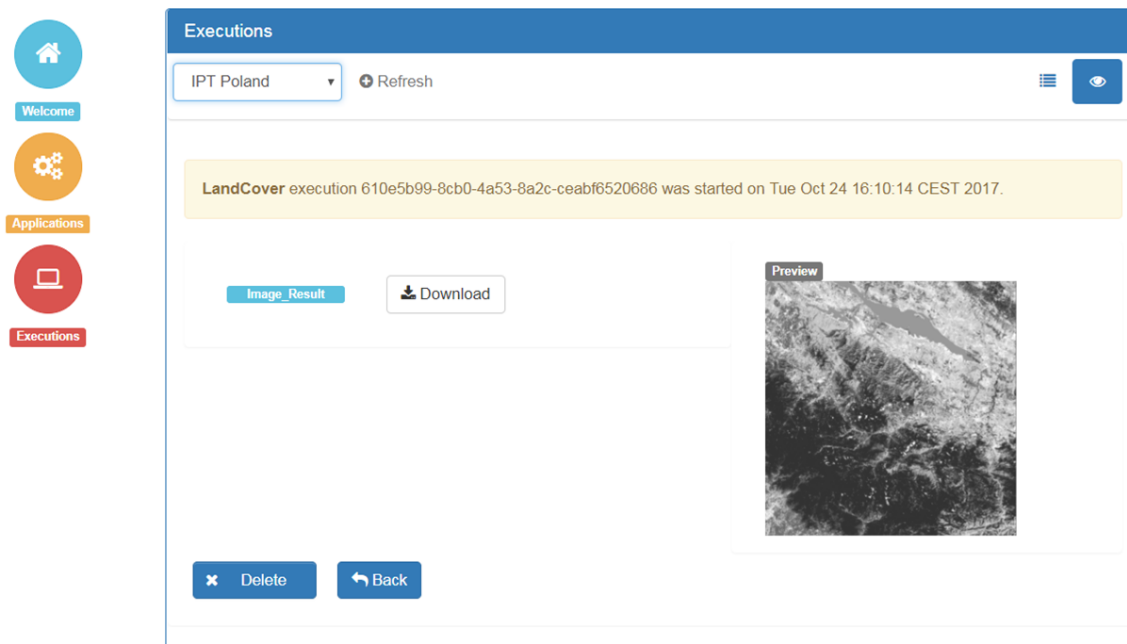 Executions
IPT Poland
Refresh
Welcome
LandCover execution 610e5b99-8cb0-4a53-8a2c-ceabf6520686 was started on Tue Oct 24 16:10:14 CEST 2017.
Applications
Image_Result
Download
Preview
Executions
Delete
Back